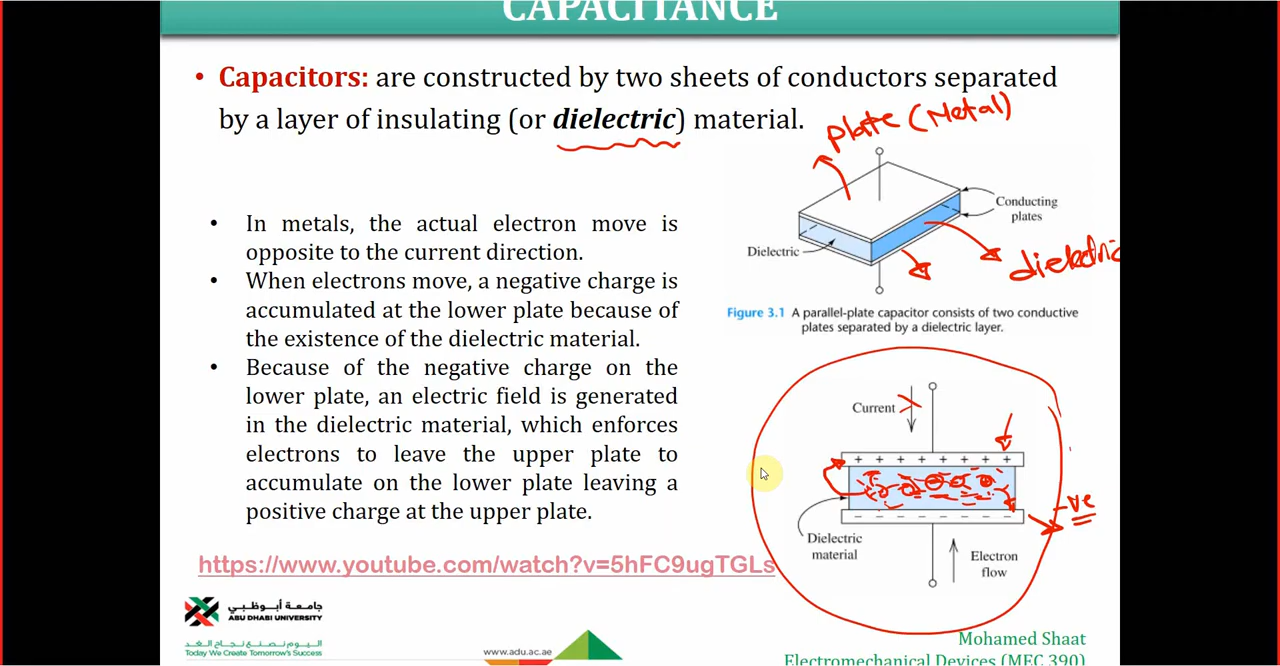 CAPACITANCE
• Capacitors: are constructed by two sheets of conductors separated
by a layer of insulating (or dielectric) material.
plate (Metal)
• In metals, the actual electron move is
opposite to the current direction.
• When electrons move, a negative charge is
accumulated at the lower plate because of
the existence of the dielectric material.
• Because of the negative charge on the
lower plate, an electric field is generated
in the dielectric material, which enforces
electrons to leave the upper plate to
accumulate on the lower plate leaving a
positive charge at the upper plate.
Conducting
plates
Dielectric
dielectric
Figure 3.1 A parallel-plate capacitor consists of two conductive
plates separated by a dielectric layer.
Current
+ + + + + + + +
− − − − − − − −
-ve
Dielectric
material
Electron
flow
https://www.youtube.com/watch?v=5hFC9ugTGLs
جامعة أبوظبي
ABU DHABI UNIVERSITY
اليـوم نـصنـع نجـاح الغـد
Today We Create Tomorrow's Success
www.adu.ac.ae
Mohamed Shaat
Electromechanical Devices (MEC 390)